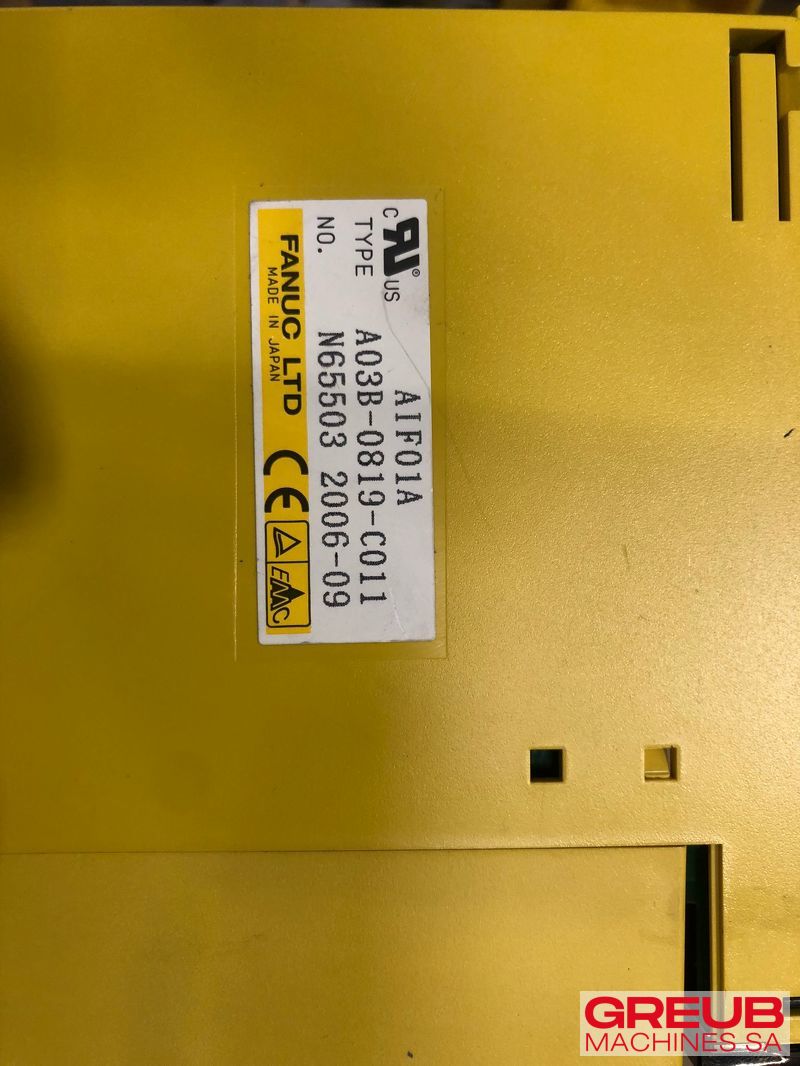 c RU ® US
AIF01A
TYPE A03B-0819-C011
NO. N65503 2006-09
FANUC LTD
MADE IN JAPAN
CE
EMC
GREUB
MACHINES SA